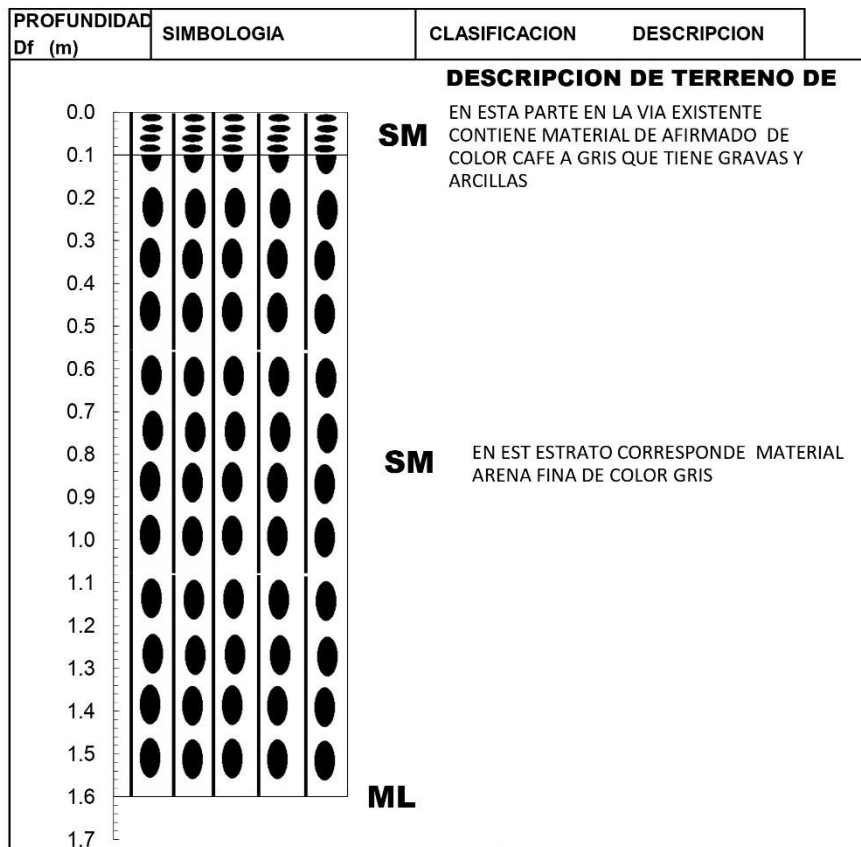 PROFUNDIDAD
Df (m)
SIMBOLOGIA
CLASIFICACION DESCRIPCION
DESCRIPCION DE TERRENO DE
0.0
SM
EN ESTA PARTE EN LA VIA EXISTENTE
CONTIENE MATERIAL DE AFIRMADO DE
COLOR CAFE A GRIS QUE TIENE GRAVAS Y
ARCILLAS
0.1
0.2
0.3
0.4
0.5
0.6
0.7
0.8
SM
EN EST ESTRATO CORRESPONDE MATERIAL
ARENA FINA DE COLOR GRIS
0.9
1.0
1.1
1.2
1.3
1.4
1.5
1.6
ML
1.7